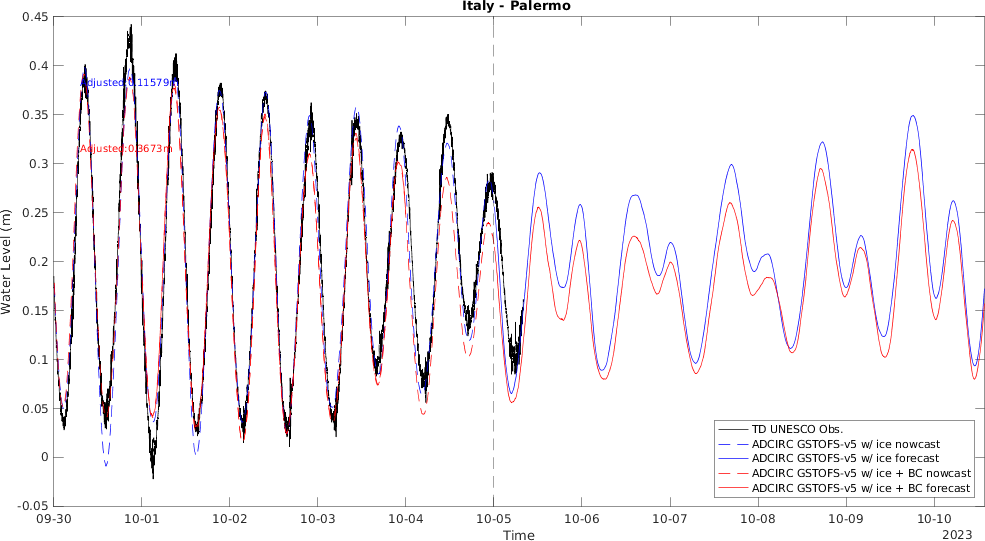 Italy - Palermo
Water Level (m)
0.45
0.4
0.35
0.3
0.25
0.2
0.15
0.1
0.05
0
-0.05
Adjusted:0.11579m
Adjusted:0.3673m
TD UNESCO Obs.
ADCIRC GSTOFS-v5 w/ ice nowcast
ADCIRC GSTOFS-v5 w/ ice forecast
ADCIRC GSTOFS-v5 w/ ice + BC nowcast
ADCIRC GSTOFS-v5 w/ ice + BC forecast
09-30 10-01 10-02 10-03 10-04 10-05 10-06 10-07 10-08 10-09 10-10
Time
2023